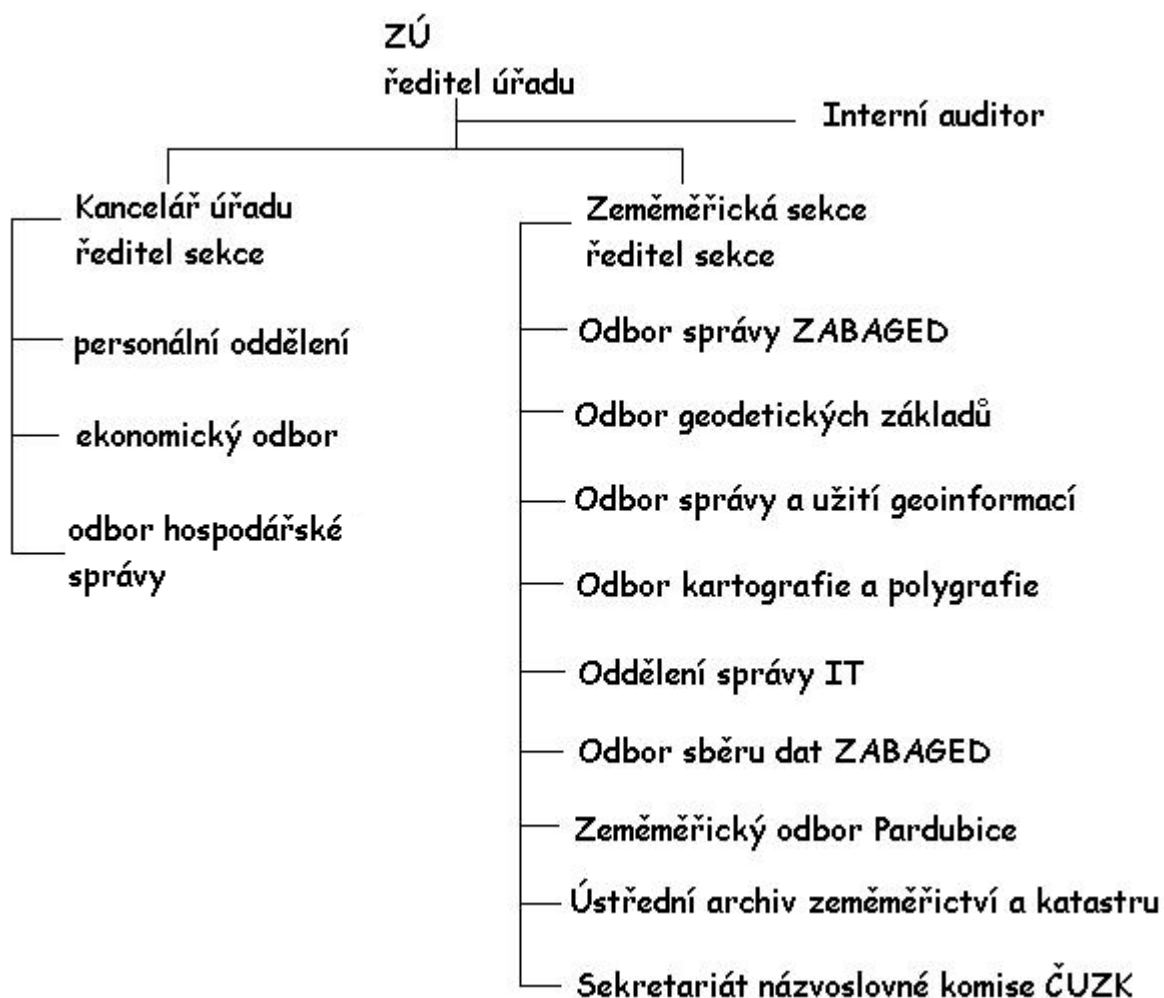 ZÚ
ředitel úřadu
Interní auditor
Kancelář úřadu
ředitel sekce
personální oddělení
ekonomický odbor
odbor hospodářské
správy
Zeměměřická sekce
ředitel sekce
Odbor správy ZABAGED
Odbor geodetických základů
Odbor správy a užití geoinformací
Odbor kartografie a polygrafie
Oddělení správy IT
Odbor sběru dat ZABAGED
Zeměměřický odbor Pardubice
Ústřední archiv zeměměřictví a katastru
Sekretariát názvoslovné komise ČUZK